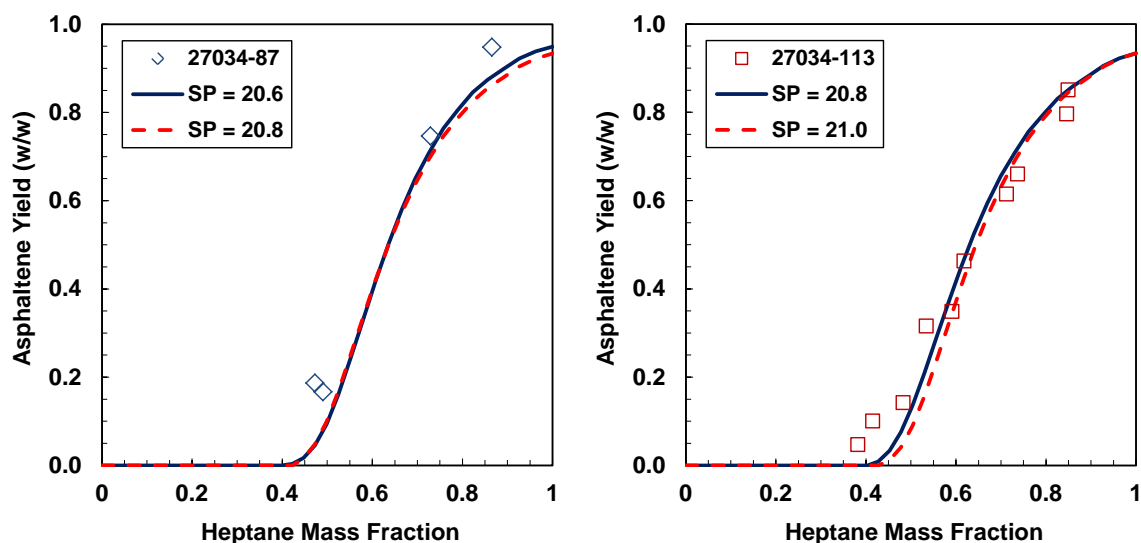 27034-87
SP = 20.6
SP = 20.8
Asphaltene Yield (w/w)
1.0
0.8
0.6
0.4
0.2
0.0
0 0.2 0.4 0.6 0.8 1
Heptane Mass Fraction
27034-113
SP = 20.8
SP = 21.0
Asphaltene Yield (w/w)
1.0
0.8
0.6
0.4
0.2
0.0
0 0.2 0.4 0.6 0.8 1
Heptane Mass Fraction